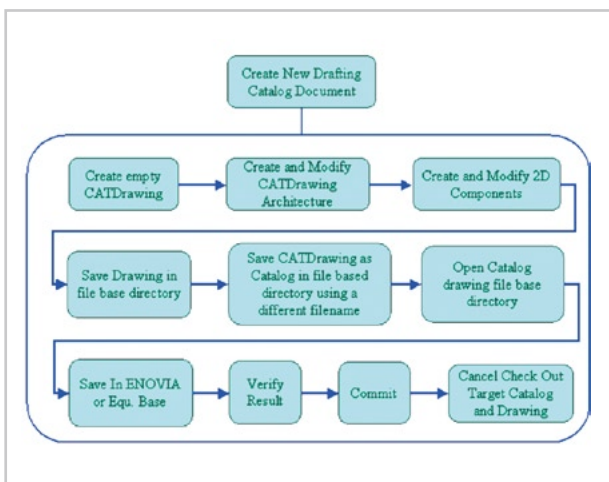 Create New Drafting
Catalog Document
Create empty
CATDrawing
Create and Modify
CATDrawing
Architecture
Create and Modify 2D
Components
Save Drawing in
file base directory
Save CATDrawing as
Catalog in file based
directory using a
different filename
Open Catalog
drawing file base
directory
Save In ENOVIA
or Equ. Base
Verify
Result
Commit
Cancel Check Out
Target Catalog
and Drawing